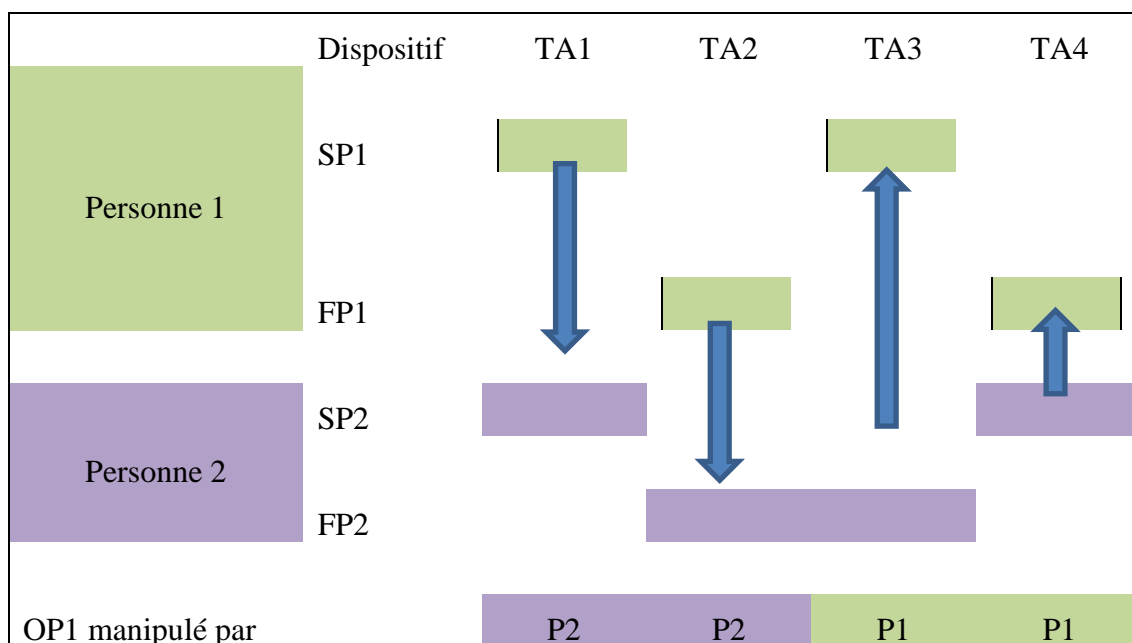 Dispositif TA1 TA2 TA3 TA4
SP1
Personne 1
FP1
SP2
Personne 2
FP2
OP1 manipulé par P2 P2 P1 P1